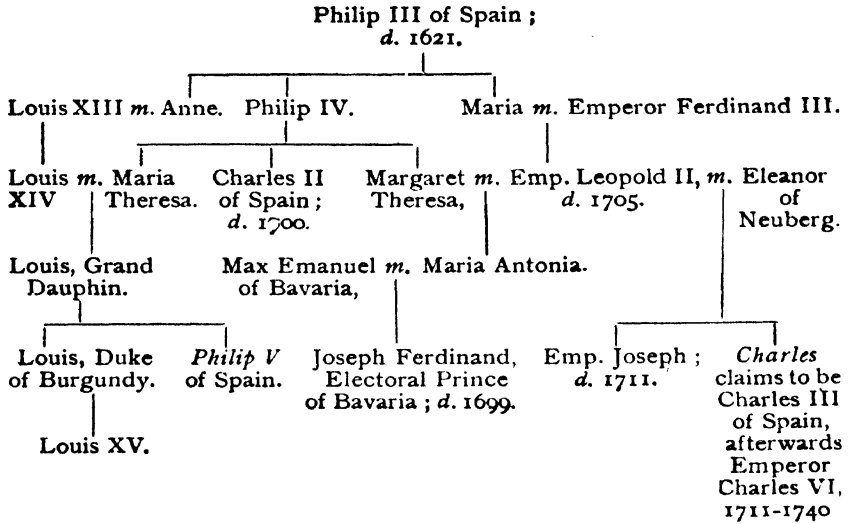 Philip III of Spain ;
d. 1621.
Louis XIII m. Anne. Philip IV. Maria m. Emperor Ferdinand III.
Louis m. Maria Charles II Margaret m. Emp. Leopold II, m. Eleanor
XIV Theresa. of Spain ; Theresa, d. 1705. of
d. 1700. Neuberg.
Louis, Grand Max Emanuel m. Maria Antonia.
Dauphin. of Bavaria,
Louis, Duke Philip V Joseph Ferdinand, Emp. Joseph ; Charles
of Burgundy. of Spain. Electoral Prince d. 1711. claims to be
of Bavaria ; d. 1699. Charles III
of Spain,
Louis XV. afterwards
Emperor
Charles VI,
1711-1740